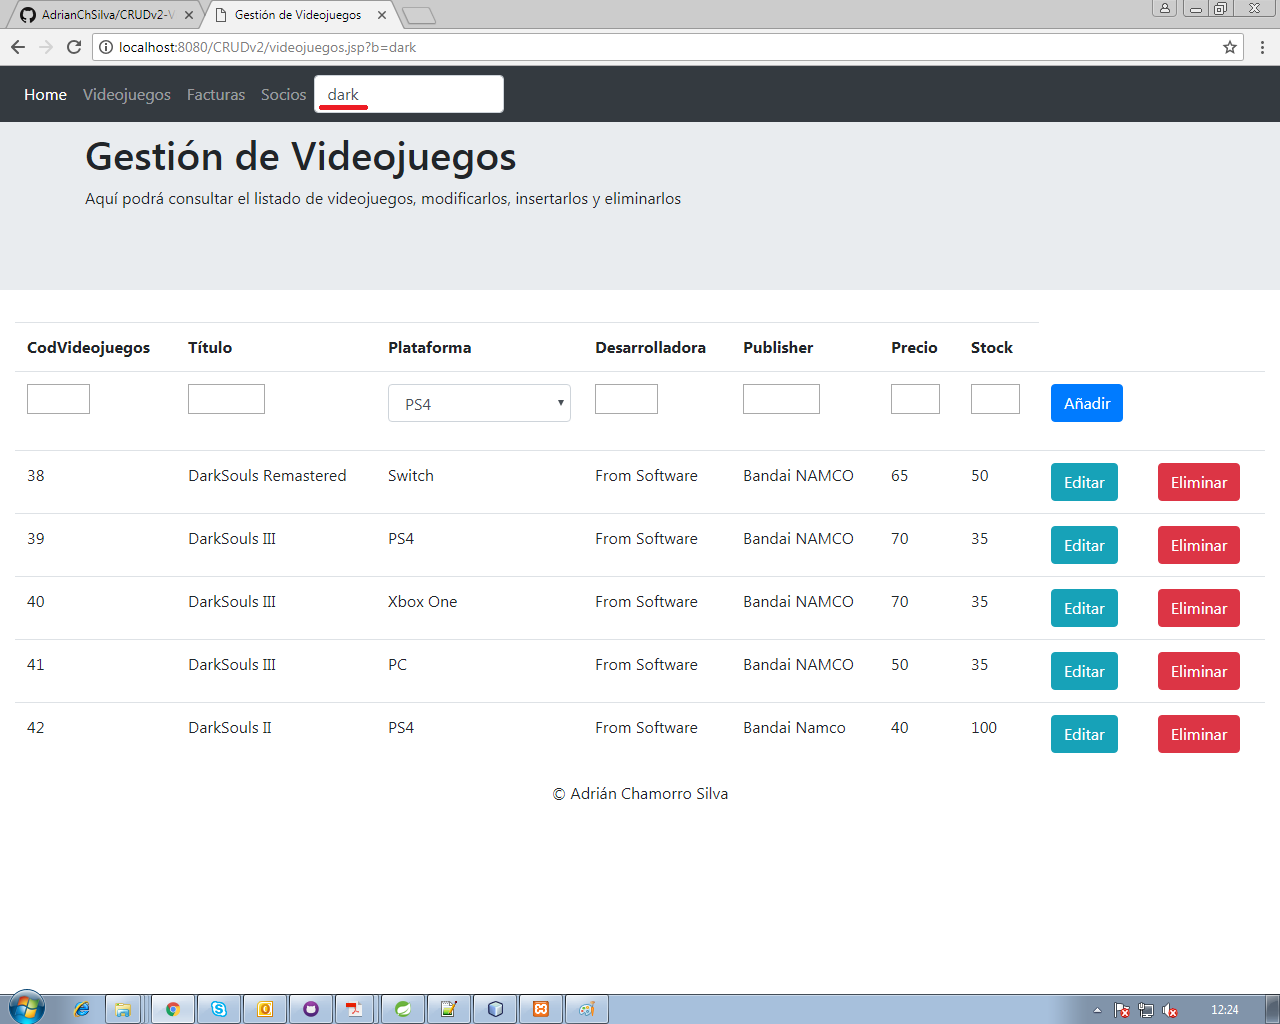 AdrianChSilva/CRUDv2-V
Gestión de Videojuegos
localhost:8080/CRUDv2/videojuegos.jsp?b=dark
Home Videojuegos Facturas Socios dark
Gestión de Videojuegos
Aquí podrá consultar el listado de videojuegos, modificarlos, insertarlos y eliminarlos
CodVideojuegos Título Plataforma Desarrolladora Publisher Precio Stock
PS4 Añadir
38 DarkSouls Remastered Switch From Software Bandai NAMCO 65 50 Editar Eliminar
39 DarkSouls III PS4 From Software Bandai NAMCO 70 35 Editar Eliminar
40 DarkSouls III Xbox One From Software Bandai NAMCO 70 35 Editar Eliminar
41 DarkSouls III PC From Software Bandai NAMCO 50 35 Editar Eliminar
42 DarkSouls II PS4 From Software Bandai Namco 40 100 Editar Eliminar
© Adrián Chamorro Silva
12:24